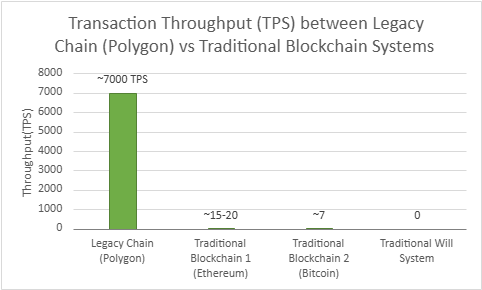 Transaction Throughput (TPS) between Legacy
Chain (Polygon) vs Traditional Blockchain Systems
Throughput(TPS)
8000
7000
6000
5000
4000
3000
2000
1000
0
~7000 TPS
~15-20
~7
0
Legacy Chain
(Polygon)
Traditional
Blockchain 1
(Ethereum)
Traditional
Blockchain 2
(Bitcoin)
Traditional Will
System